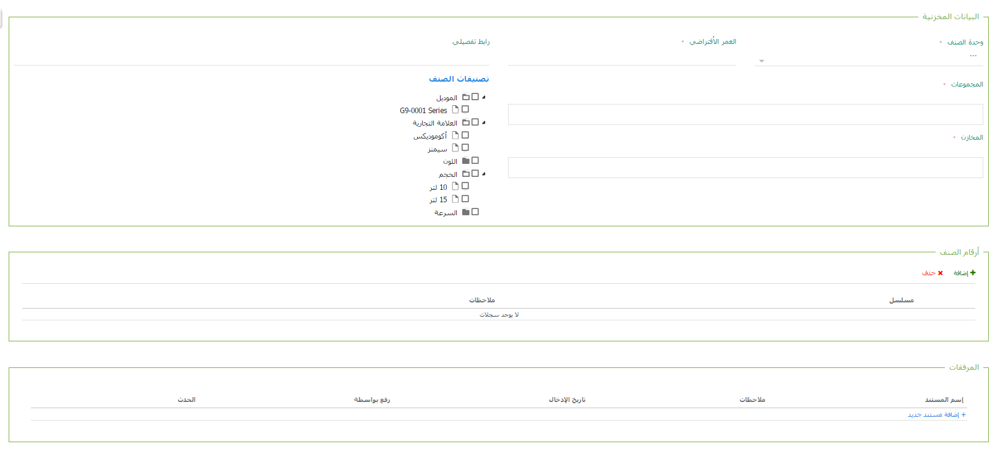 البيانات المخزنية
وحدة الصنف *
العمر الأفتراضي *
رابط تفصيلي
...
المجموعات *
المخازن *
تصنيفات الصنف
الموديل
G9-0001 Series
العلامة التجارية
أكوموديكس
سيمنز
اللون
الحجم
10 لتر
15 لتر
السرعة
أرقام الصنف
إضافة حذف
مسلسل ملاحظات
لا يوجد سجلات
المرفقات
إسم المستند ملاحظات تاريخ الإدخال رفع بواسطة الحدث
+ إضافة مستند جديد